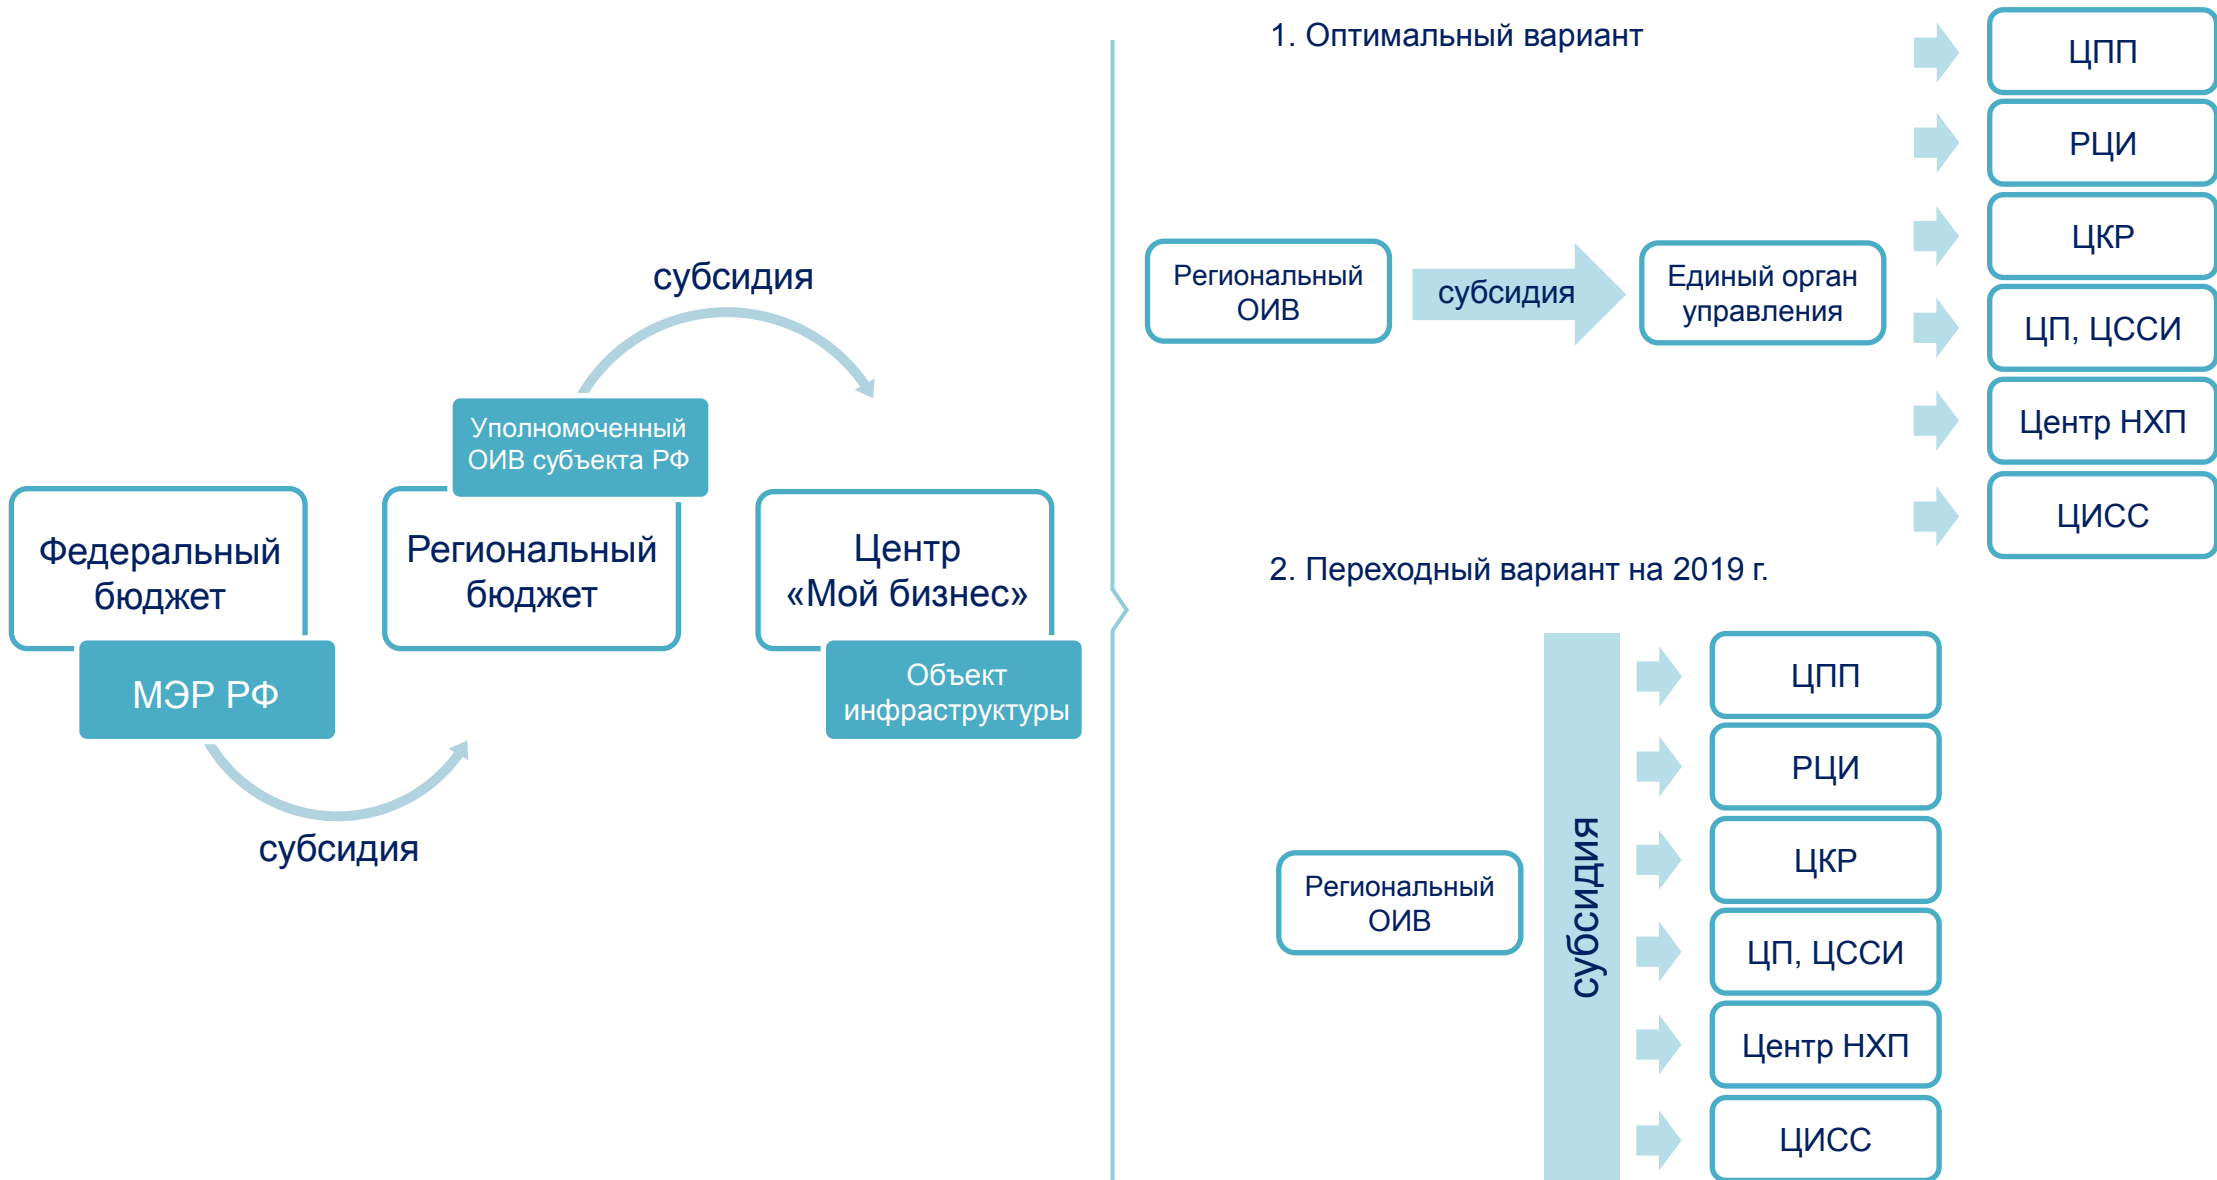 субсидия
Уполномоченный
ОИВ субъекта РФ
Федеральный
бюджет
МЭР РФ
Региональный
бюджет
Центр
«Мой бизнес»
Объект
инфраструктуры
субсидия
1. Оптимальный вариант
Региональный
ОИВ
субсидия
Единый орган
управления
ЦПП
РЦИ
ЦКР
ЦП, ЦССИ
Центр НХП
ЦИСС
2. Переходный вариант на 2019 г.
Региональный
ОИВ
субсидия
ЦПП
РЦИ
ЦКР
ЦП, ЦССИ
Центр НХП
ЦИСС